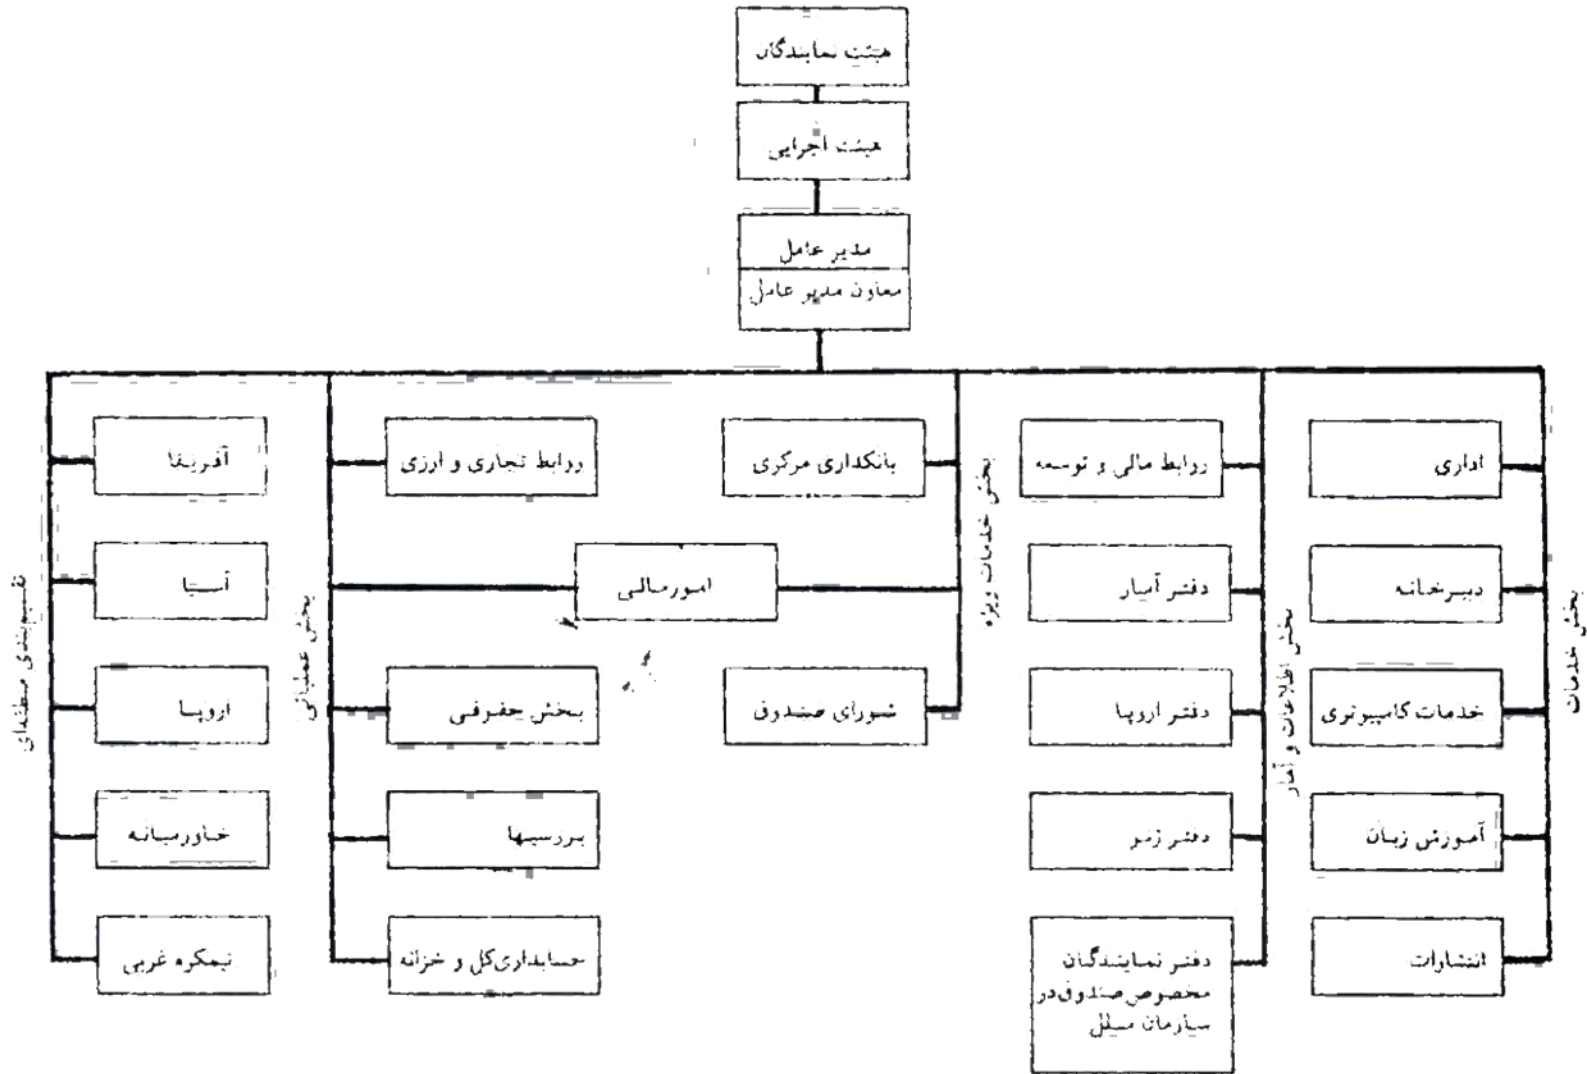 هیئت نمایندگان
هیئت اجرایی
مدیر عامل
معاون مدیر عامل
بخش خدمات
اداری
دبیرخانه
خدمات کامپیوتری
آموزش زبان
انتشارات
بخش اطلاعات و آمار
روابط مالی و توسعه
دفتر آمار
دفتر اروپا
دفتر ژنو
دفتر نمایندگان
مخصوص صندوق در
سازمان ملل
بخش خدمات ویژه
بانکداری مرکزی
امور مالی
شورای صندوق
بخش عملیاتی
روابط تجاری و ارزی
بخش حقوقی
بررسیها
حسابداری کل و خزانه
تقسیم‌بندی منطقه‌ای
آفریقا
آسیا
اروپا
خاورمیانه
نیمکره غربی